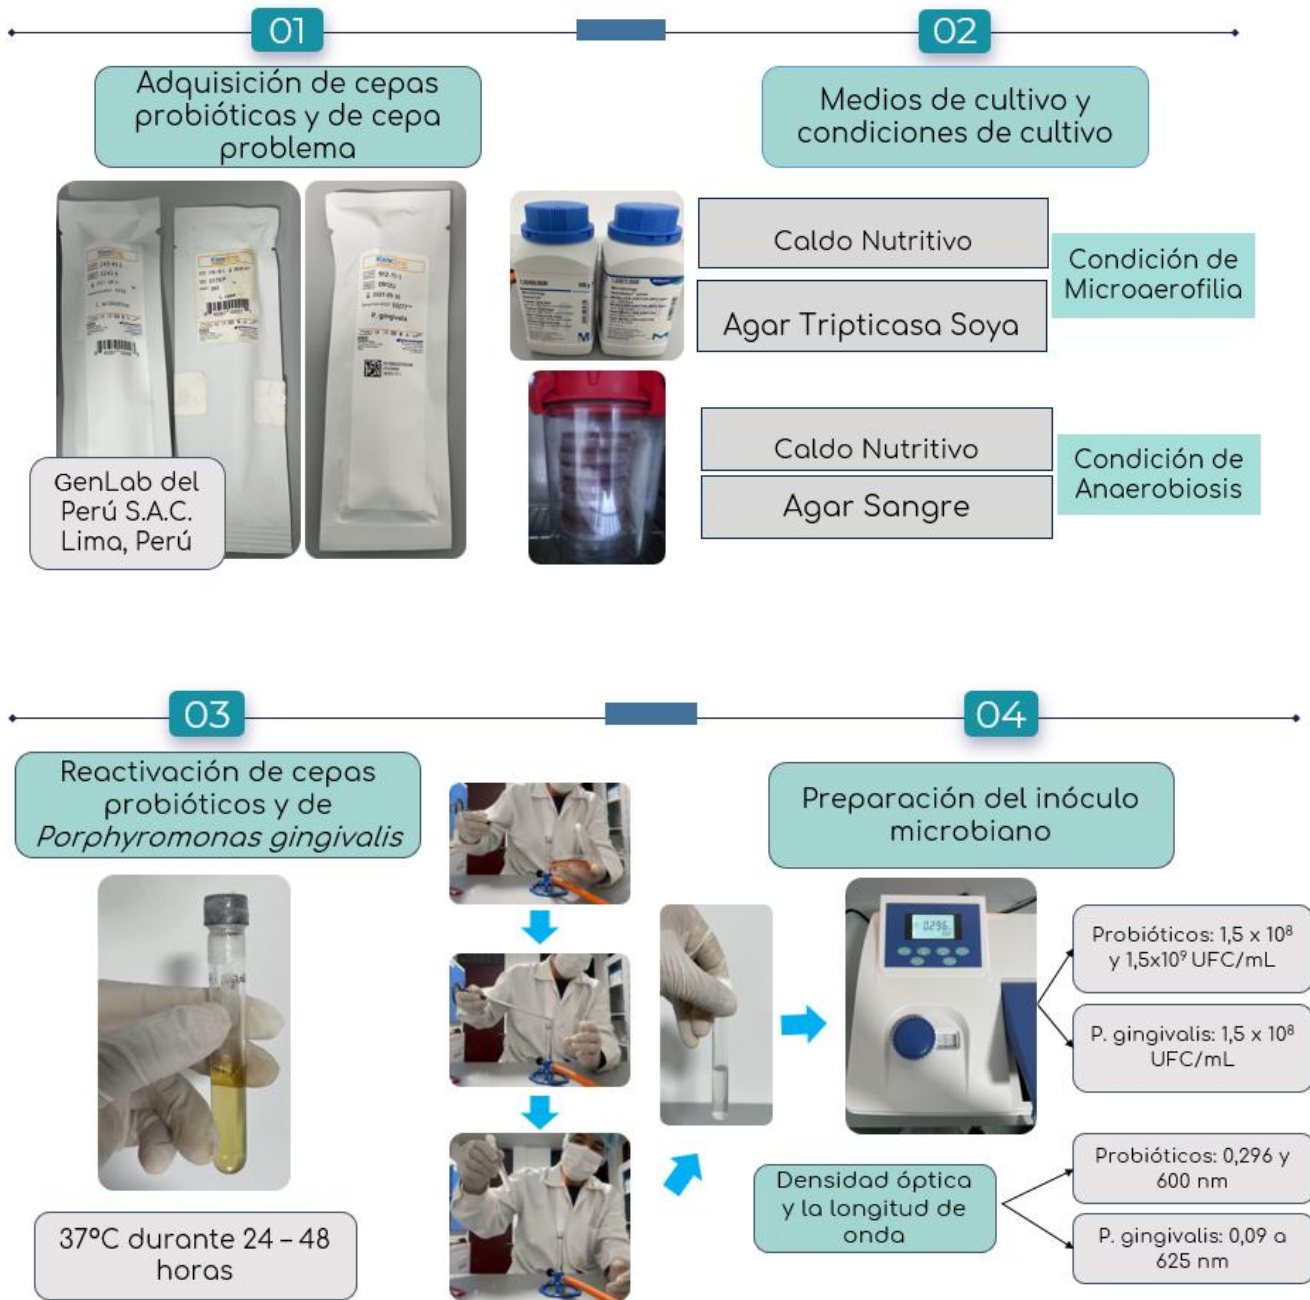 01
02
Adquisición de cepas
probióticas y de cepa
problema
Medios de cultivo y
condiciones de cultivo
P. gingivalis
GenLab del
Perú S.A.C.
Lima, Perú
Caldo Nutritivo
Agar Tripticasa Soya
Condición de
Microaerofilia
Caldo Nutritivo
Agar Sangre
Condición de
Anaerobiosis
03
04
Reactivación de cepas
probióticos y de
Porphyromonas gingivalis
37°C durante 24 – 48
horas
Preparación del inóculo
microbiano
0.296
Probióticos: 1,5 x 10⁸
y 1,5x10⁹ UFC/mL
P. gingivalis: 1,5 x 10⁸
UFC/mL
Densidad óptica
y la longitud de
onda
Probióticos: 0,296 y
600 nm
P. gingivalis: 0,09 a
625 nm